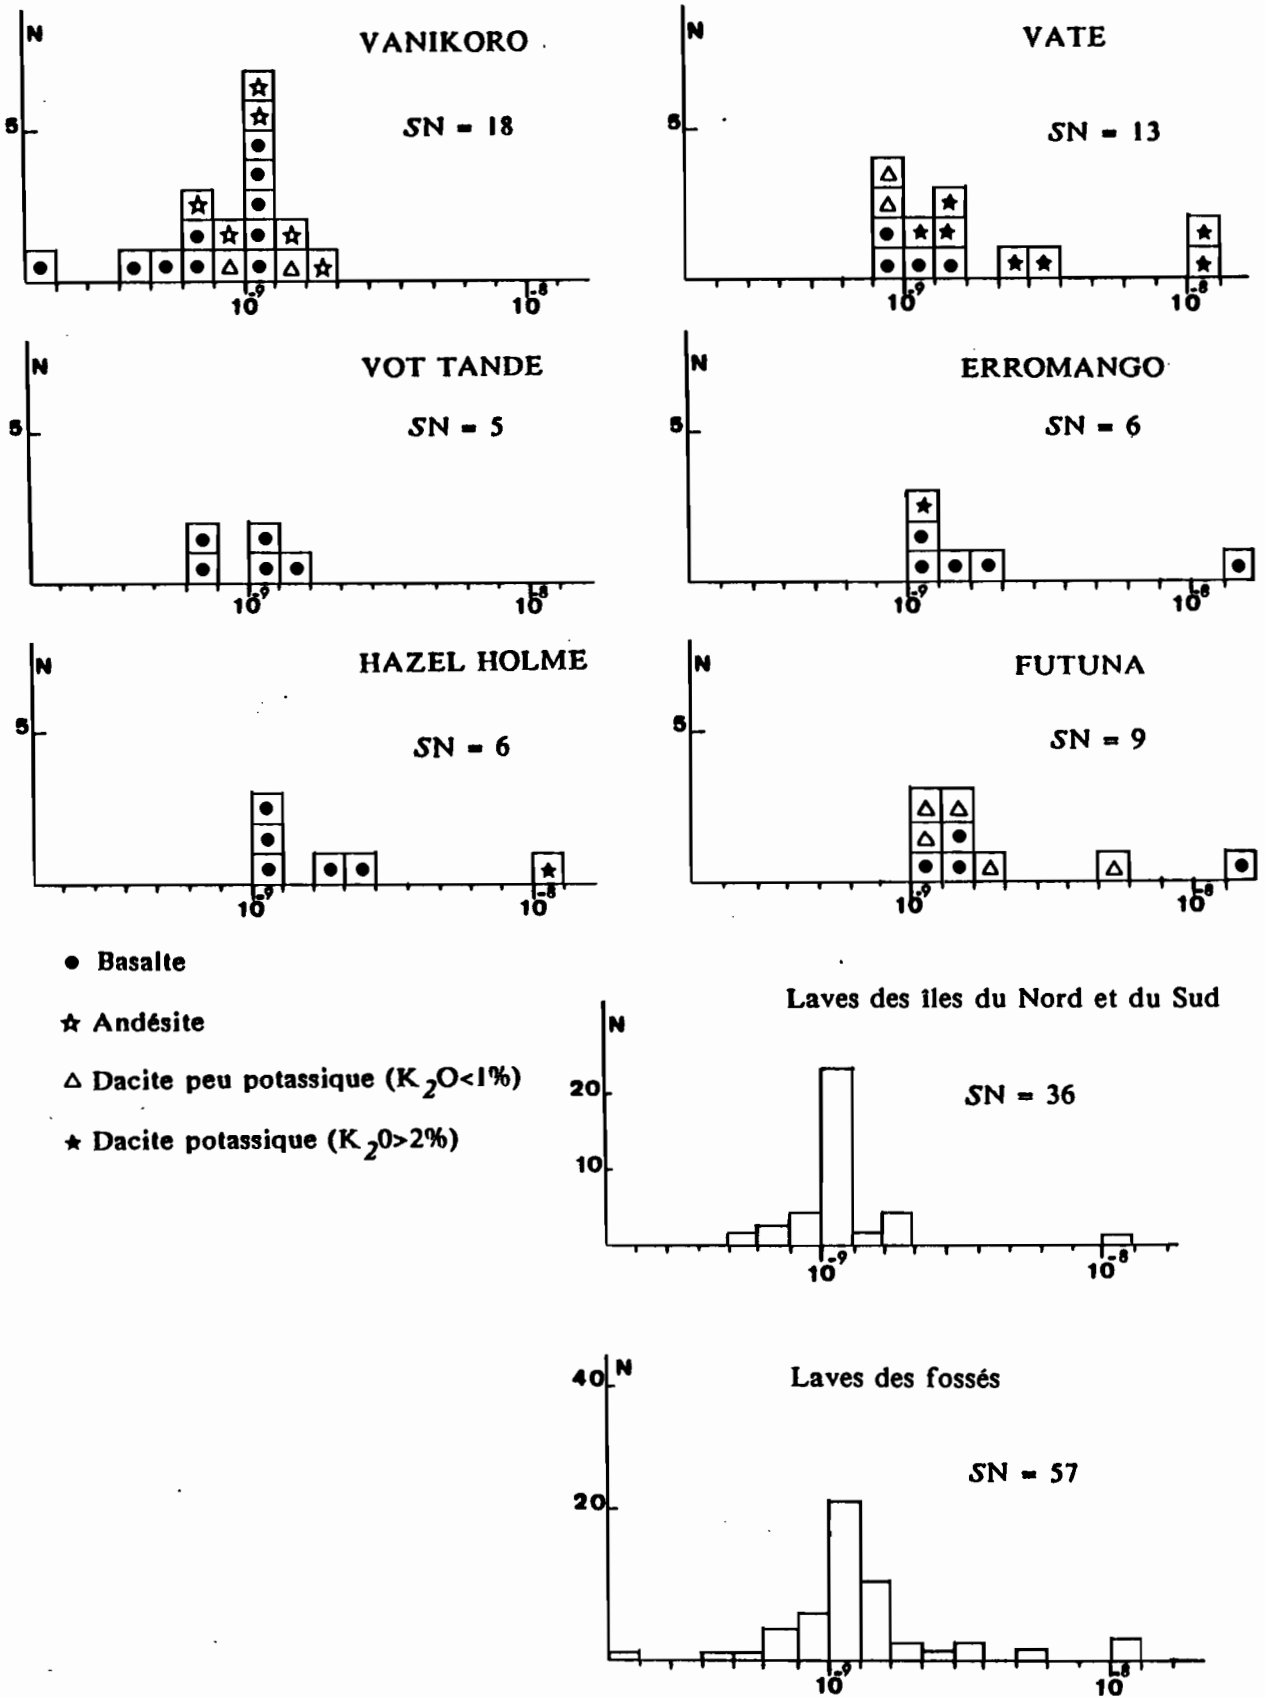 N
VANIKORO
5
SN = 18
10⁻⁹
10⁻⁸
N
VATE
5
SN = 13
10⁻⁹
10⁻⁸
N
VOT TANDE
5
SN = 5
10⁻⁹
10⁻⁸
N
ERROMANGO
5
SN = 6
10⁻⁹
10⁻⁸
N
HAZEL HOLME
5
SN = 6
10⁻⁹
10⁻⁸
N
FUTUNA
5
SN = 9
10⁻⁹
10⁻⁸
● Basalte
☆ Andésite
△ Dacite peu potassique (K₂O<1%)
★ Dacite potassique (K₂0>2%)
Laves des îles du Nord et du Sud
N
20
SN = 36
10
10⁻⁹
10⁻⁸
N
40
Laves des fossés
SN = 57
20
10⁻⁹
10⁻⁸